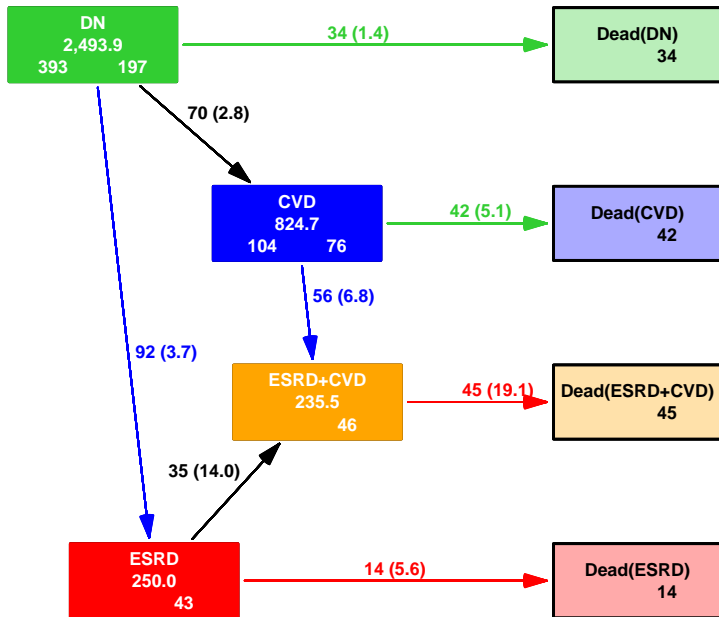 DN
2,493.9
393 197
34 (1.4)
Dead(DN)
34
70 (2.8)
CVD
824.7
104 76
42 (5.1)
Dead(CVD)
42
56 (6.8)
92 (3.7)
ESRD+CVD
235.5
46
45 (19.1)
Dead(ESRD+CVD)
45
35 (14.0)
ESRD
250.0
43
14 (5.6)
Dead(ESRD)
14